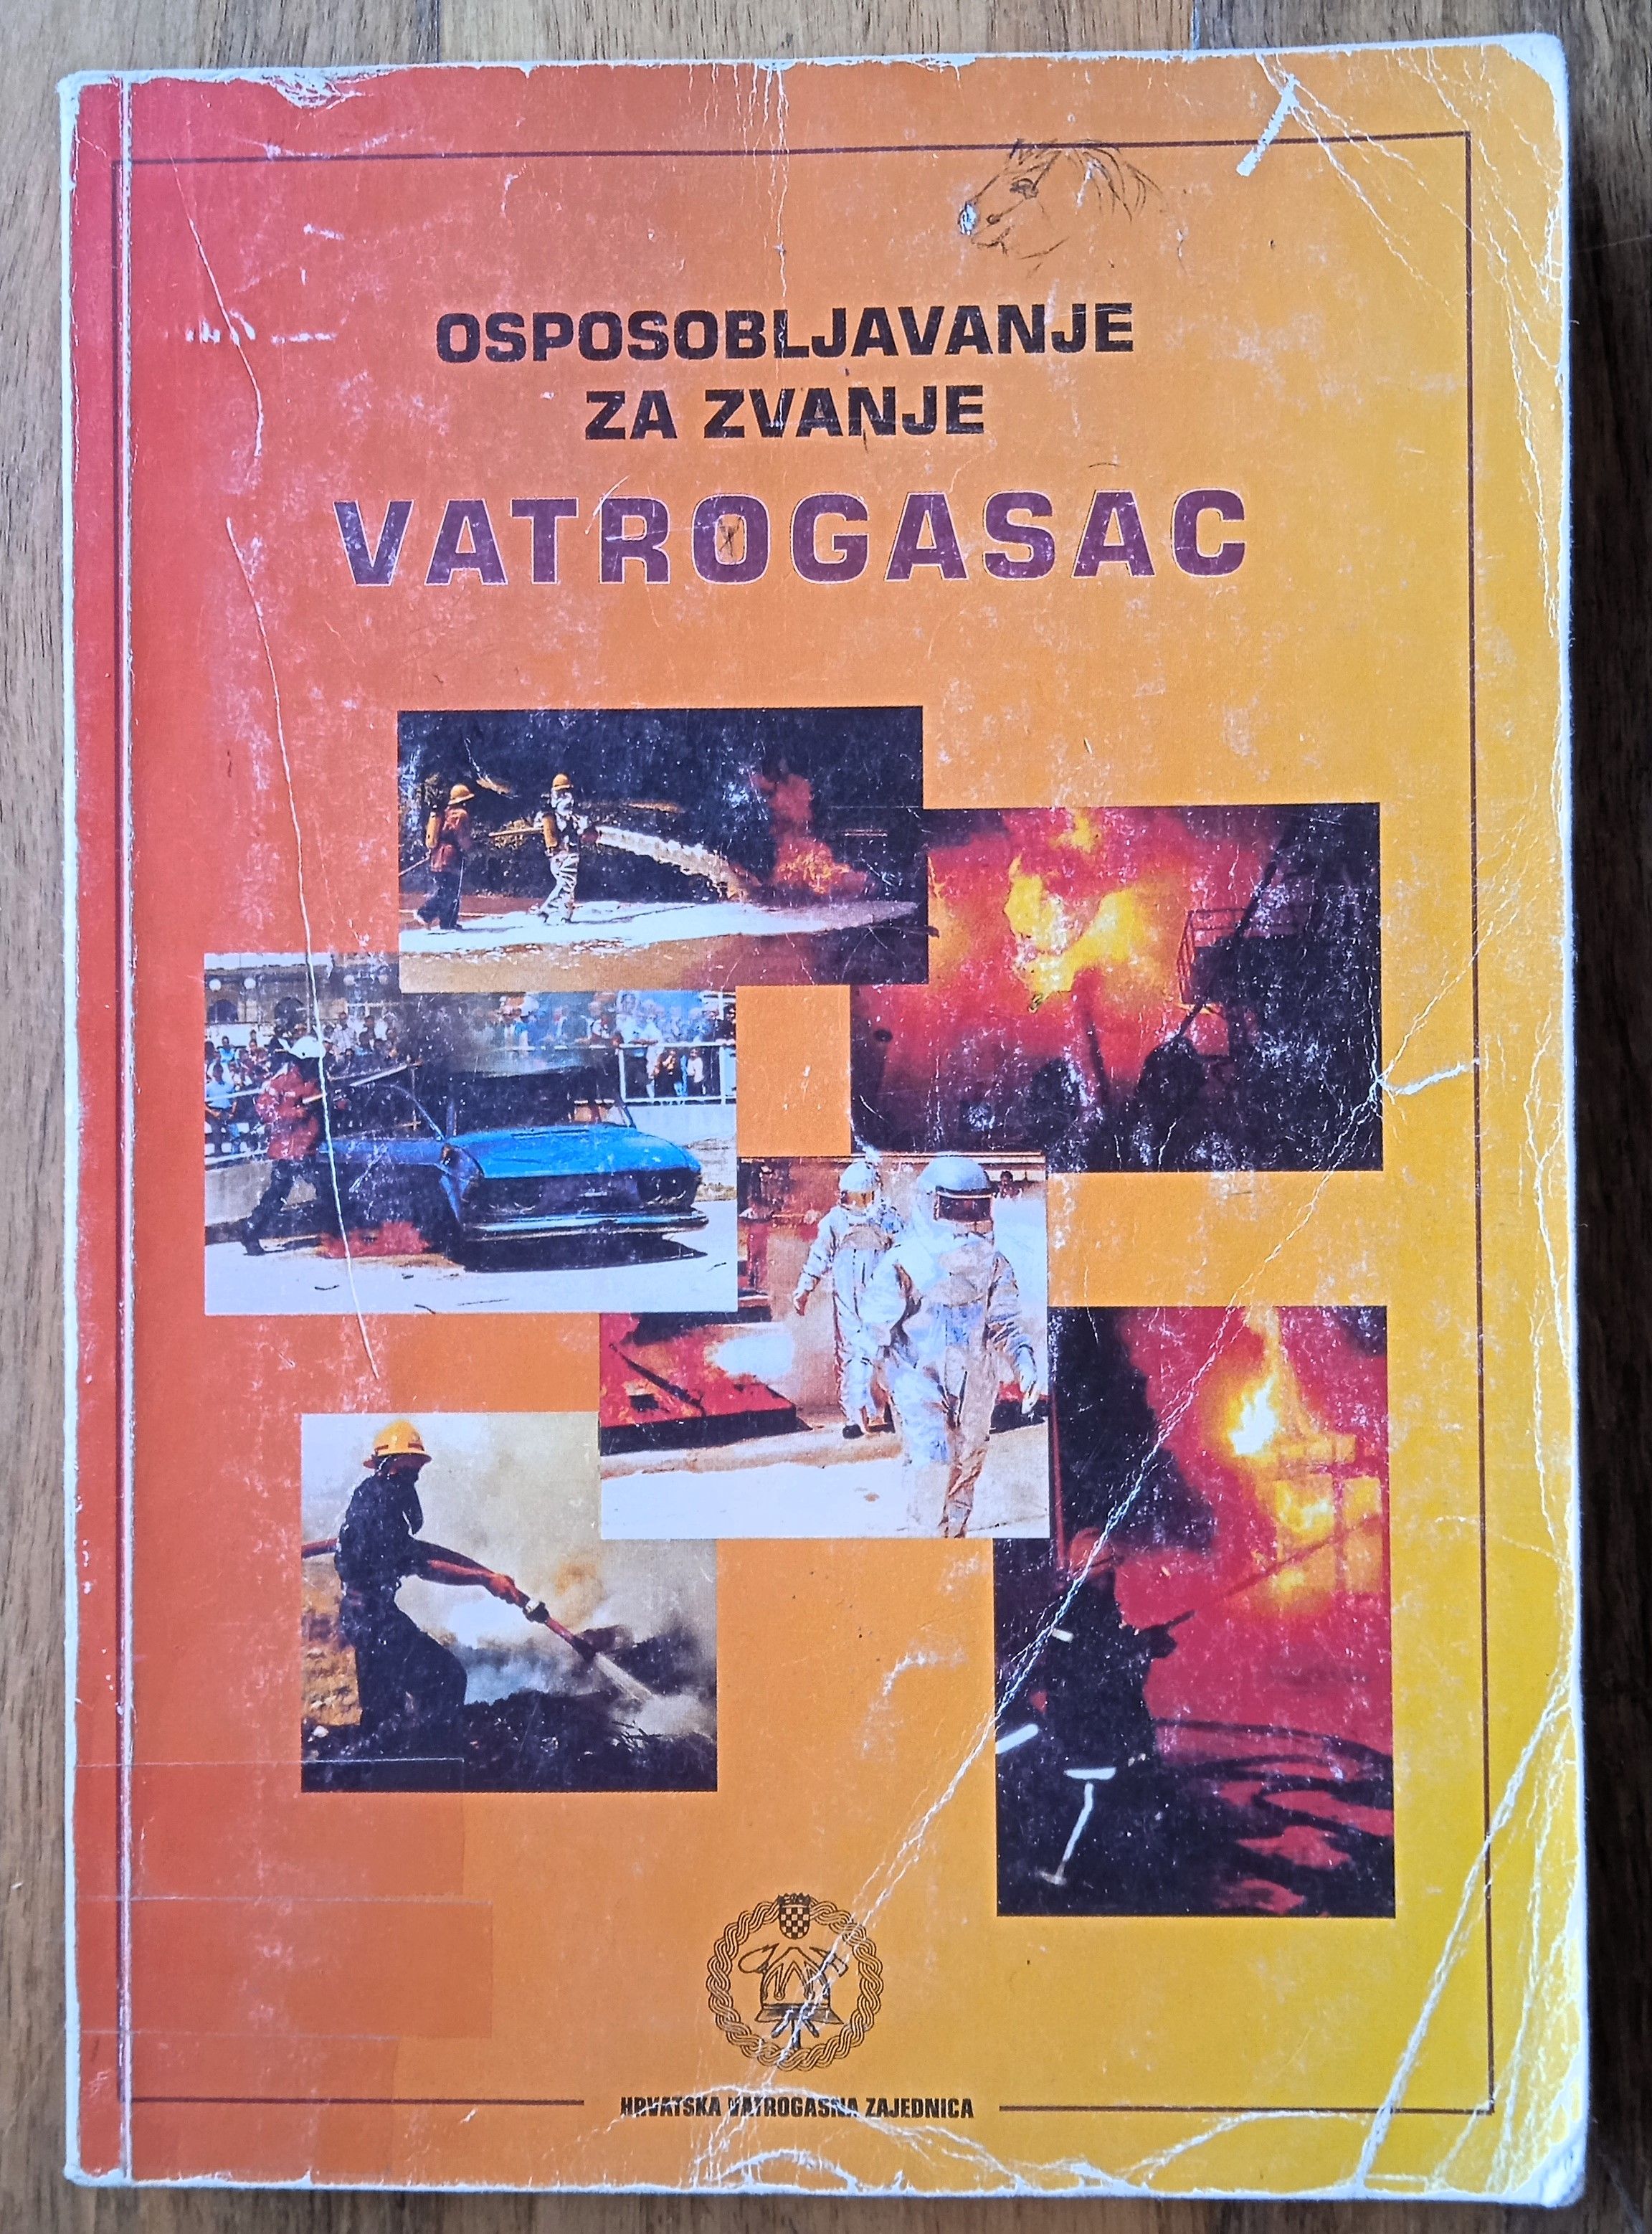 OSPOSOBLJAVANJE
ZA ZVANJE
VATROGASAC
HRVATSKA VATROGASNA ZAJEDNICA